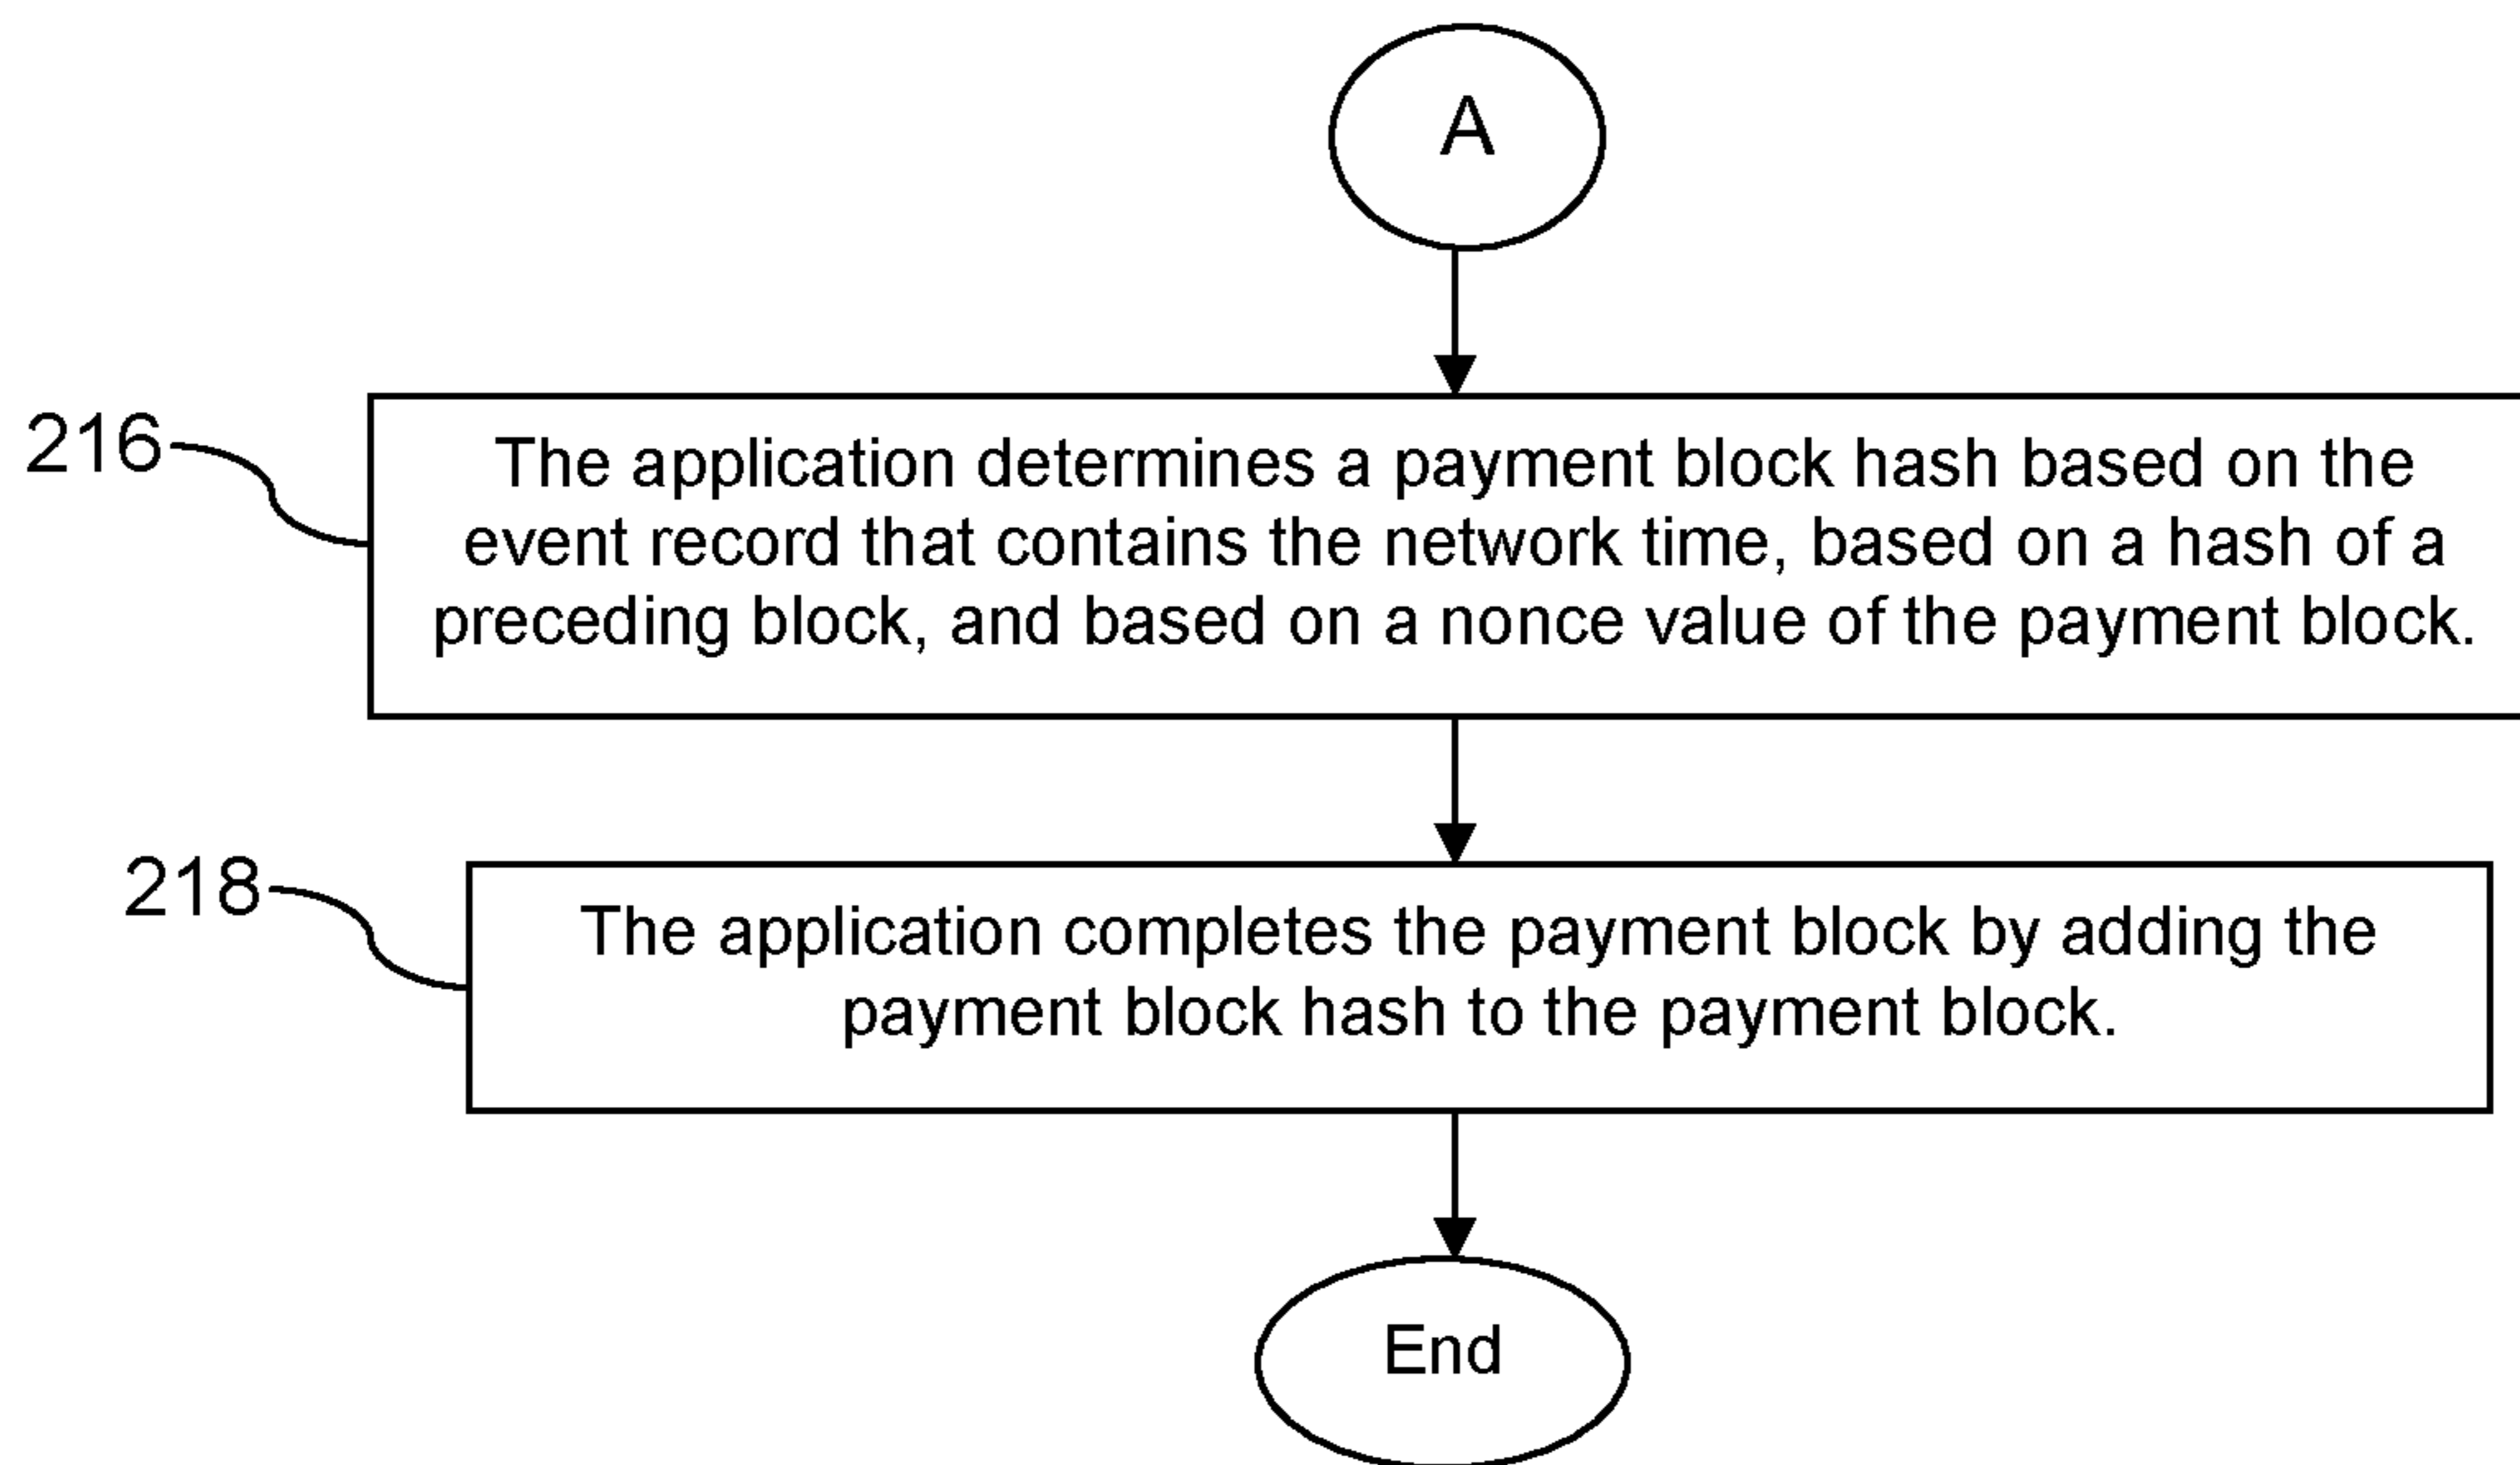 A
216
The application determines a payment block hash based on the
event record that contains the network time, based on a hash of a
preceding block, and based on a nonce value of the payment block.
218
The application completes the payment block by adding the
payment block hash to the payment block.
End